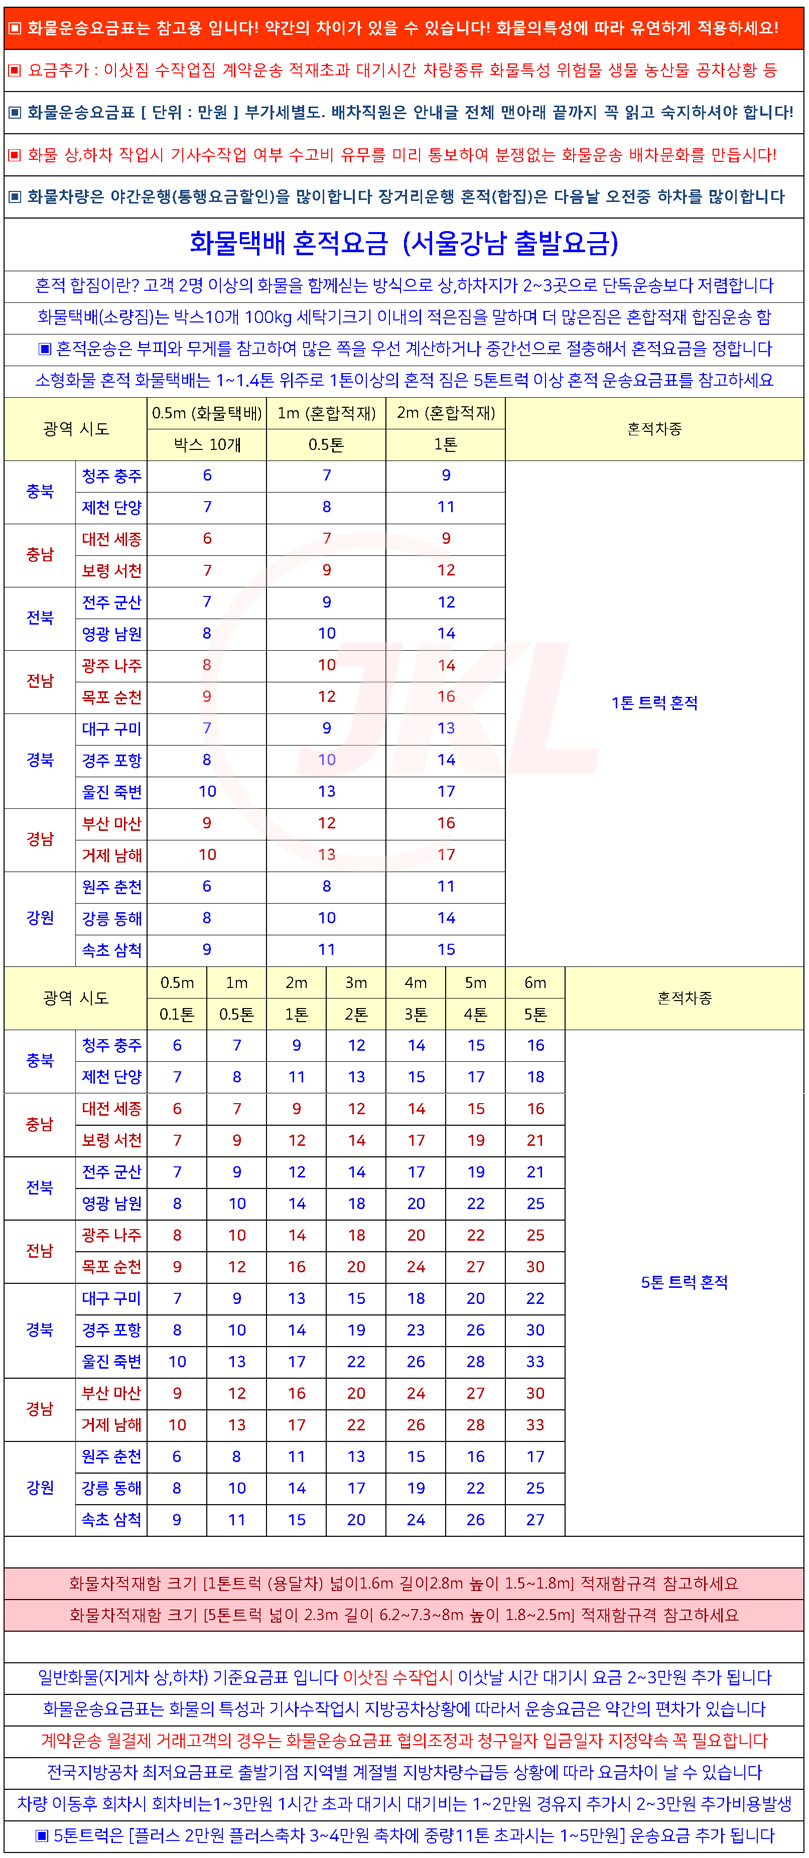 ▣ 화물운송요금표는 참고용 입니다! 약간의 차이가 있을 수 있습니다! 화물의특성에 따라 유연하게 적용하세요!
▣ 요금추가 : 이삿짐 수작업짐 계약운송 적재초과 대기시간 차량종류 화물특성 위험물 생물 농산물 공차상황 등
▣ 화물운송요금표 [ 단위 : 만원 ] 부가세별도. 배차직원은 안내글 전체 맨아래 끝까지 꼭 읽고 숙지하셔야 합니다!
▣ 화물 상,하차 작업시 기사수작업 여부 수고비 유무를 미리 통보하여 분쟁없는 화물운송 배차문화를 만듭시다!
▣ 화물차량은 야간운행(통행요금할인)을 많이합니다 장거리운행 혼적(합짐)은 다음날 오전중 하차를 많이합니다
화물택배 혼적요금 (서울강남 출발요금)
혼적 합짐이란? 고객 2명 이상의 화물을 함께싣는 방식으로 상,하차지가 2~3곳으로 단독운송보다 저렴합니다
화물택배(소량짐)는 박스10개 100kg 세탁기크기 이내의 적은짐을 말하며 더 많은짐은 혼합적재 합짐운송 함
▣ 혼적운송은 부피와 무게를 참고하여 많은 쪽을 우선 계산하거나 중간선으로 절충해서 혼적요금을 정합니다
소형화물 혼적 화물택배는 1~1.4톤 위주로 1톤이상의 혼적 짐은 5톤트럭 이상 혼적 운송요금표를 참고하세요
광역 시도 0.5m (화물택배) 1m (혼합적재) 2m (혼합적재) 혼적차종
박스 10개 0.5톤 1톤
충북 청주 충주 6 7 9
제천 단양 7 8 11
충남 대전 세종 6 7 9
보령 서천 7 9 12
전북 전주 군산 7 9 12
영광 남원 8 10 14
전남 광주 나주 8 10 14
목포 순천 9 12 16
1톤 트럭 혼적
경북 대구 구미 7 9 13
경주 포항 8 10 14
울진 죽변 10 13 17
경남 부산 마산 9 12 16
거제 남해 10 13 17
강원 원주 춘천 6 8 11
강릉 동해 8 10 14
속초 삼척 9 11 15
JKL
광역 시도 0.5m 1m 2m 3m 4m 5m 6m 혼적차종
0.1톤 0.5톤 1톤 2톤 3톤 4톤 5톤
충북 청주 충주 6 7 9 12 14 15 16
제천 단양 7 8 11 13 15 17 18
충남 대전 세종 6 7 9 12 14 15 16
보령 서천 7 9 12 14 17 19 21
전북 전주 군산 7 9 12 14 17 19 21
영광 남원 8 10 14 18 20 22 25
전남 광주 나주 8 10 14 18 20 22 25
목포 순천 9 12 16 20 24 27 30
5톤 트럭 혼적
경북 대구 구미 7 9 13 15 18 20 22
경주 포항 8 10 14 19 23 26 30
울진 죽변 10 13 17 22 26 28 33
경남 부산 마산 9 12 16 20 24 27 30
거제 남해 10 13 17 22 26 28 33
강원 원주 춘천 6 8 11 13 15 16 17
강릉 동해 8 10 14 17 19 22 25
속초 삼척 9 11 15 20 24 26 27
화물차적재함 크기 [1톤트럭 (용달차) 넓이1.6m 길이2.8m 높이 1.5~1.8m] 적재함규격 참고하세요
화물차적재함 크기 [5톤트럭 넓이 2.3m 길이 6.2~7.3~8m 높이 1.8~2.5m] 적재함규격 참고하세요
일반화물(지게차 상,하차) 기준요금표 입니다 이삿짐 수작업시 이삿날 시간 대기시 요금 2~3만원 추가 됩니다
화물운송요금표는 화물의 특성과 기사수작업시 지방공차상황에 따라서 운송요금은 약간의 편차가 있습니다
계약운송 월결제 거래고객의 경우는 화물운송요금표 협의조정과 청구일자 입금일자 지정약속 꼭 필요합니다
전국지방공차 최저요금표로 출발기점 지역별 계절별 지방차량수급등 상황에 따라 요금차이 날 수 있습니다
차량 이동후 회차시 회차비는1~3만원 1시간 초과 대기시 대기비는 1~2만원 경유지 추가시 2~3만원 추가비용발생
▣ 5톤트럭은 [플러스 2만원 플러스축차 3~4만원 축차에 중량11톤 초과시는 1~5만원] 운송요금 추가 됩니다